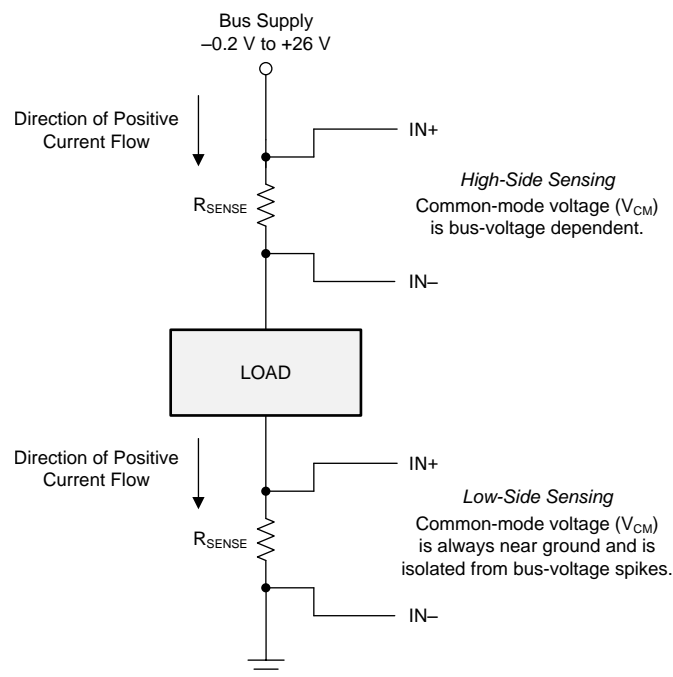 Bus Supply
–0.2 V to +26 V
Direction of Positive
Current Flow
IN+
High-Side Sensing
Common-mode voltage (VCM)
is bus-voltage dependent.
RSENSE
IN–
LOAD
Direction of Positive
Current Flow
IN+
Low-Side Sensing
Common-mode voltage (VCM)
is always near ground and is
isolated from bus-voltage spikes.
RSENSE
IN–